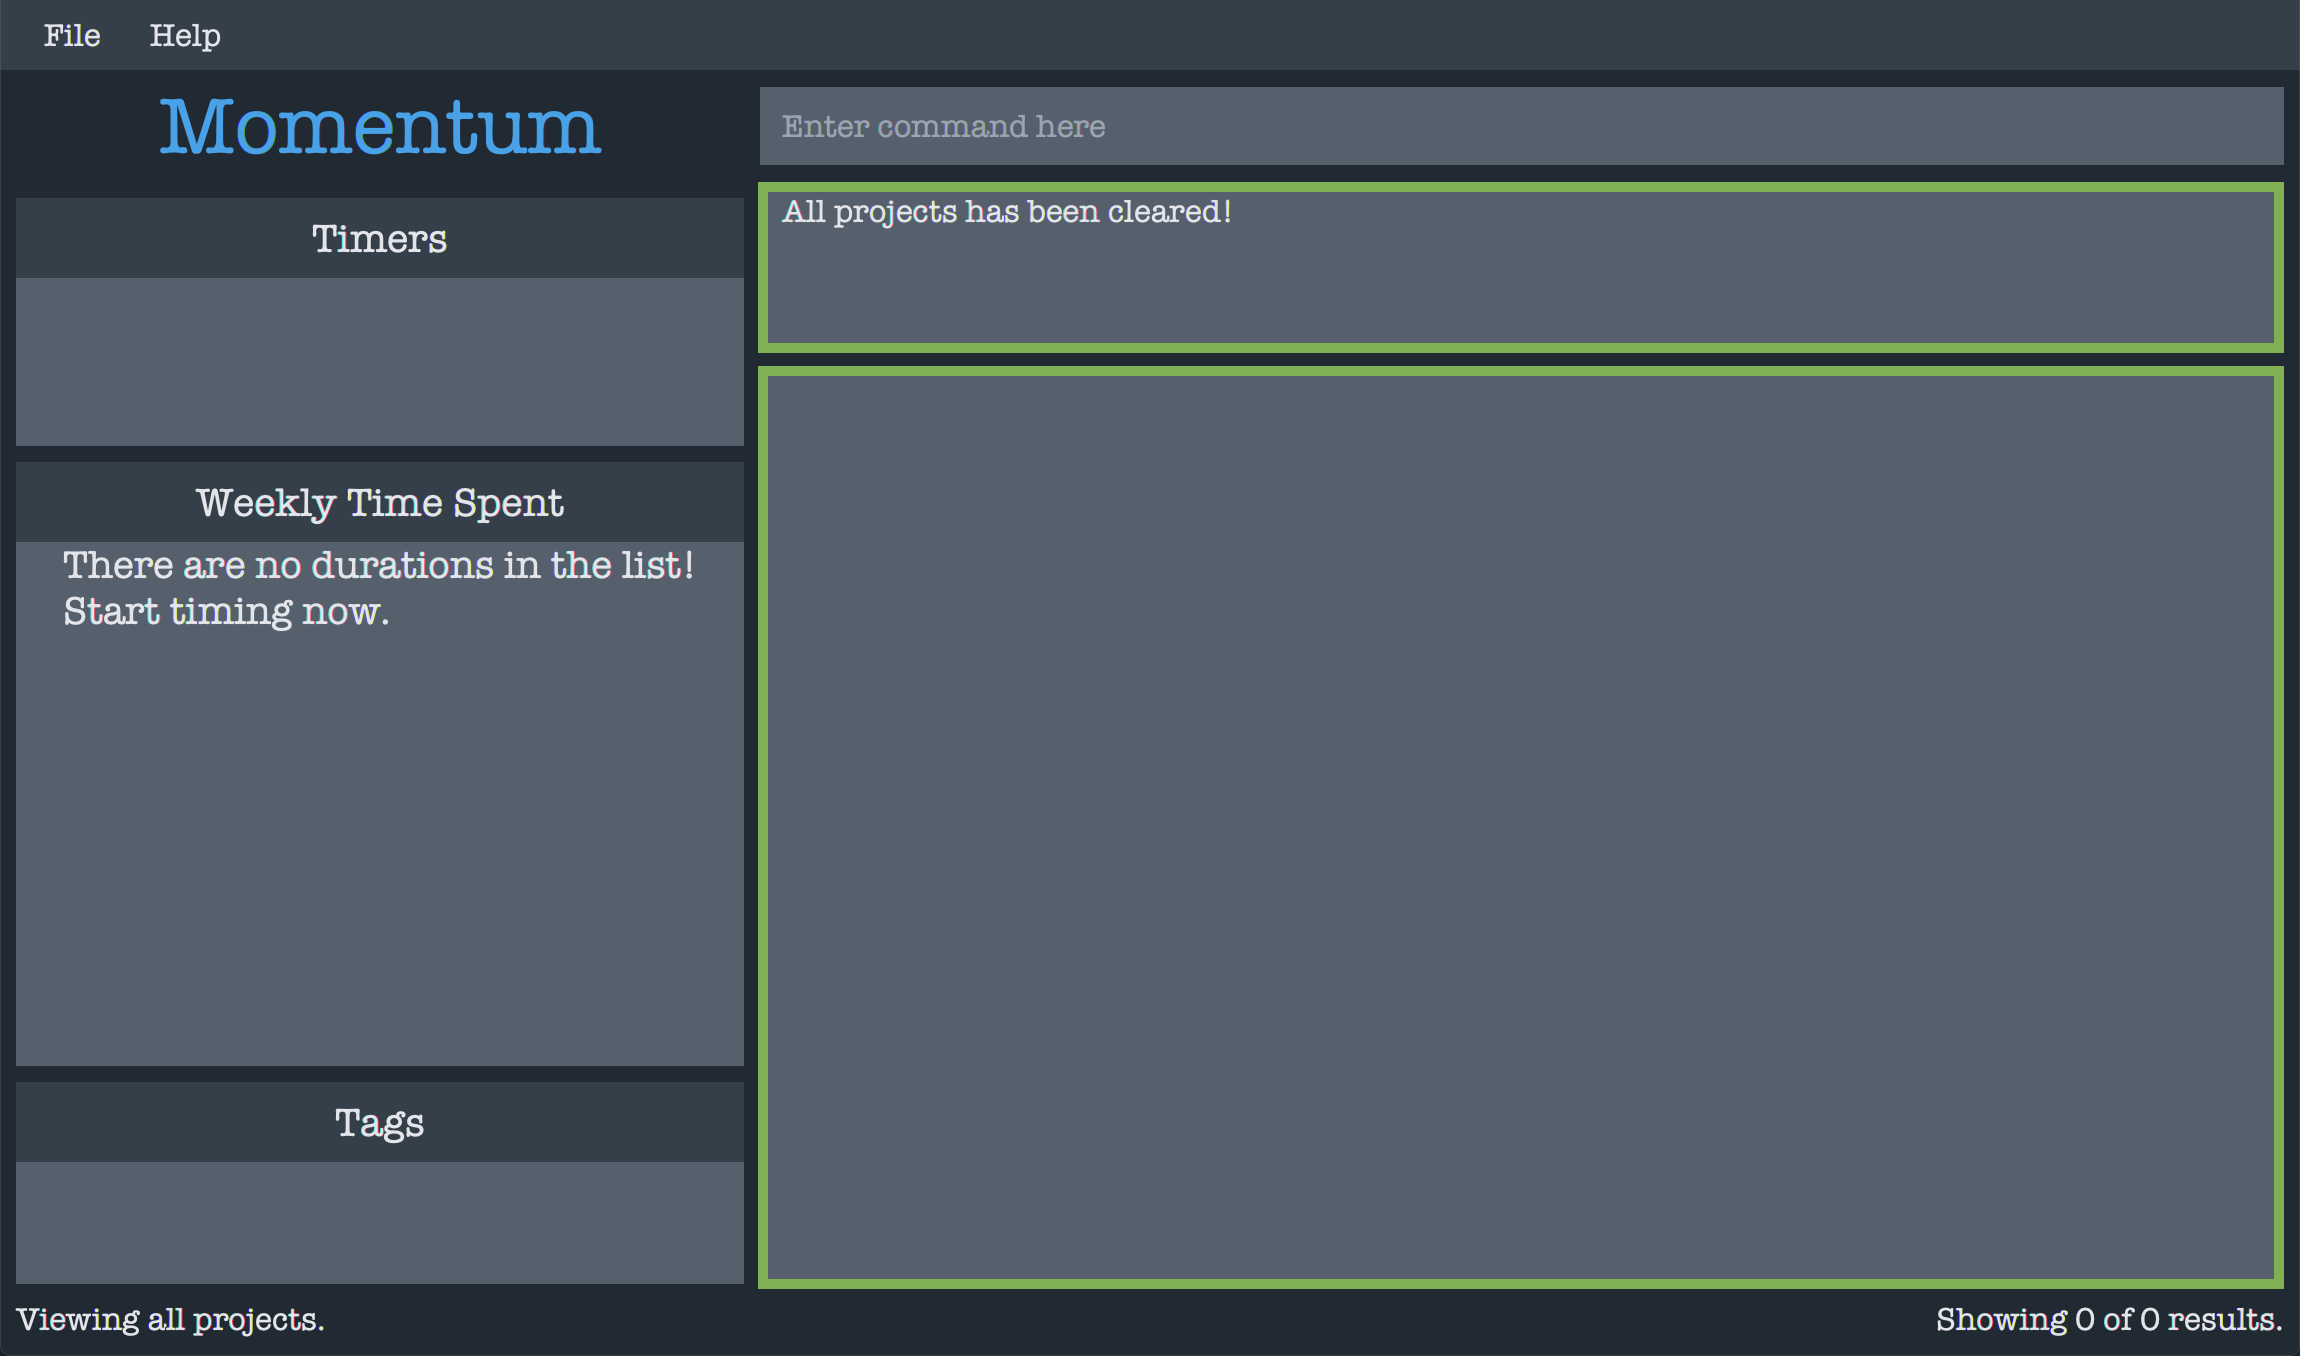 File Help
Momentum
Enter command here
All projects has been cleared!
Timers
Weekly Time Spent
There are no durations in the list!
Start timing now.
Tags
Viewing all projects.
Showing 0 of 0 results.